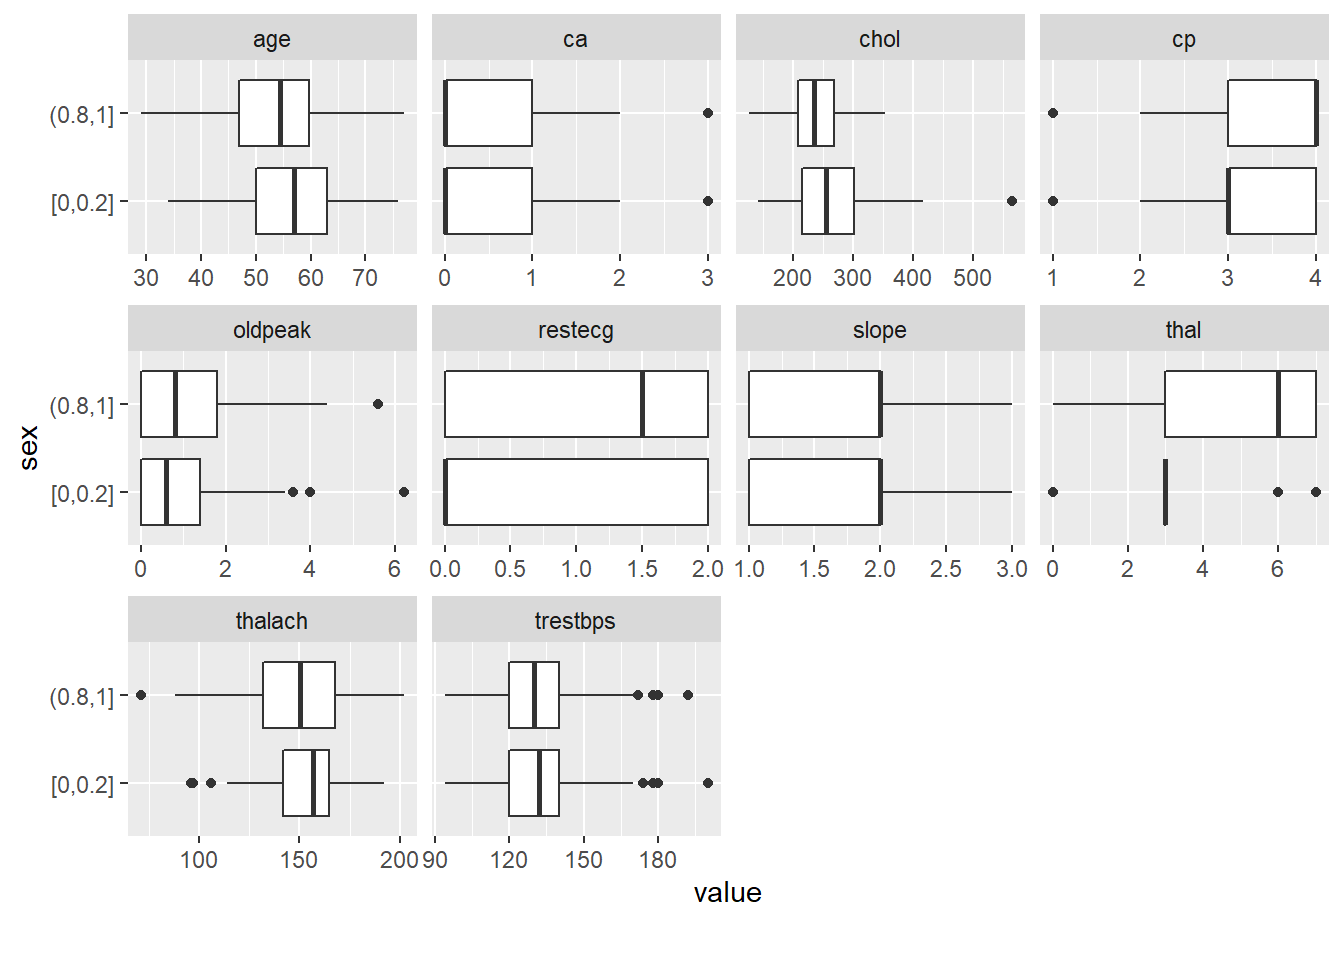 age ca chol cp
(0.8,1]
[0,0.2]
30 40 50 60 70 0 1 2 3 200 300 400 500 1 2 3 4
oldpeak restecg slope thal
(0.8,1]
[0,0.2]
0 2 4 6 0.0 0.5 1.0 1.5 2.0 1.0 1.5 2.0 2.5 3.0 0 2 4 6
sex
thalach trestbps
(0.8,1]
[0,0.2]
100 150 200 90 120 150 180
value